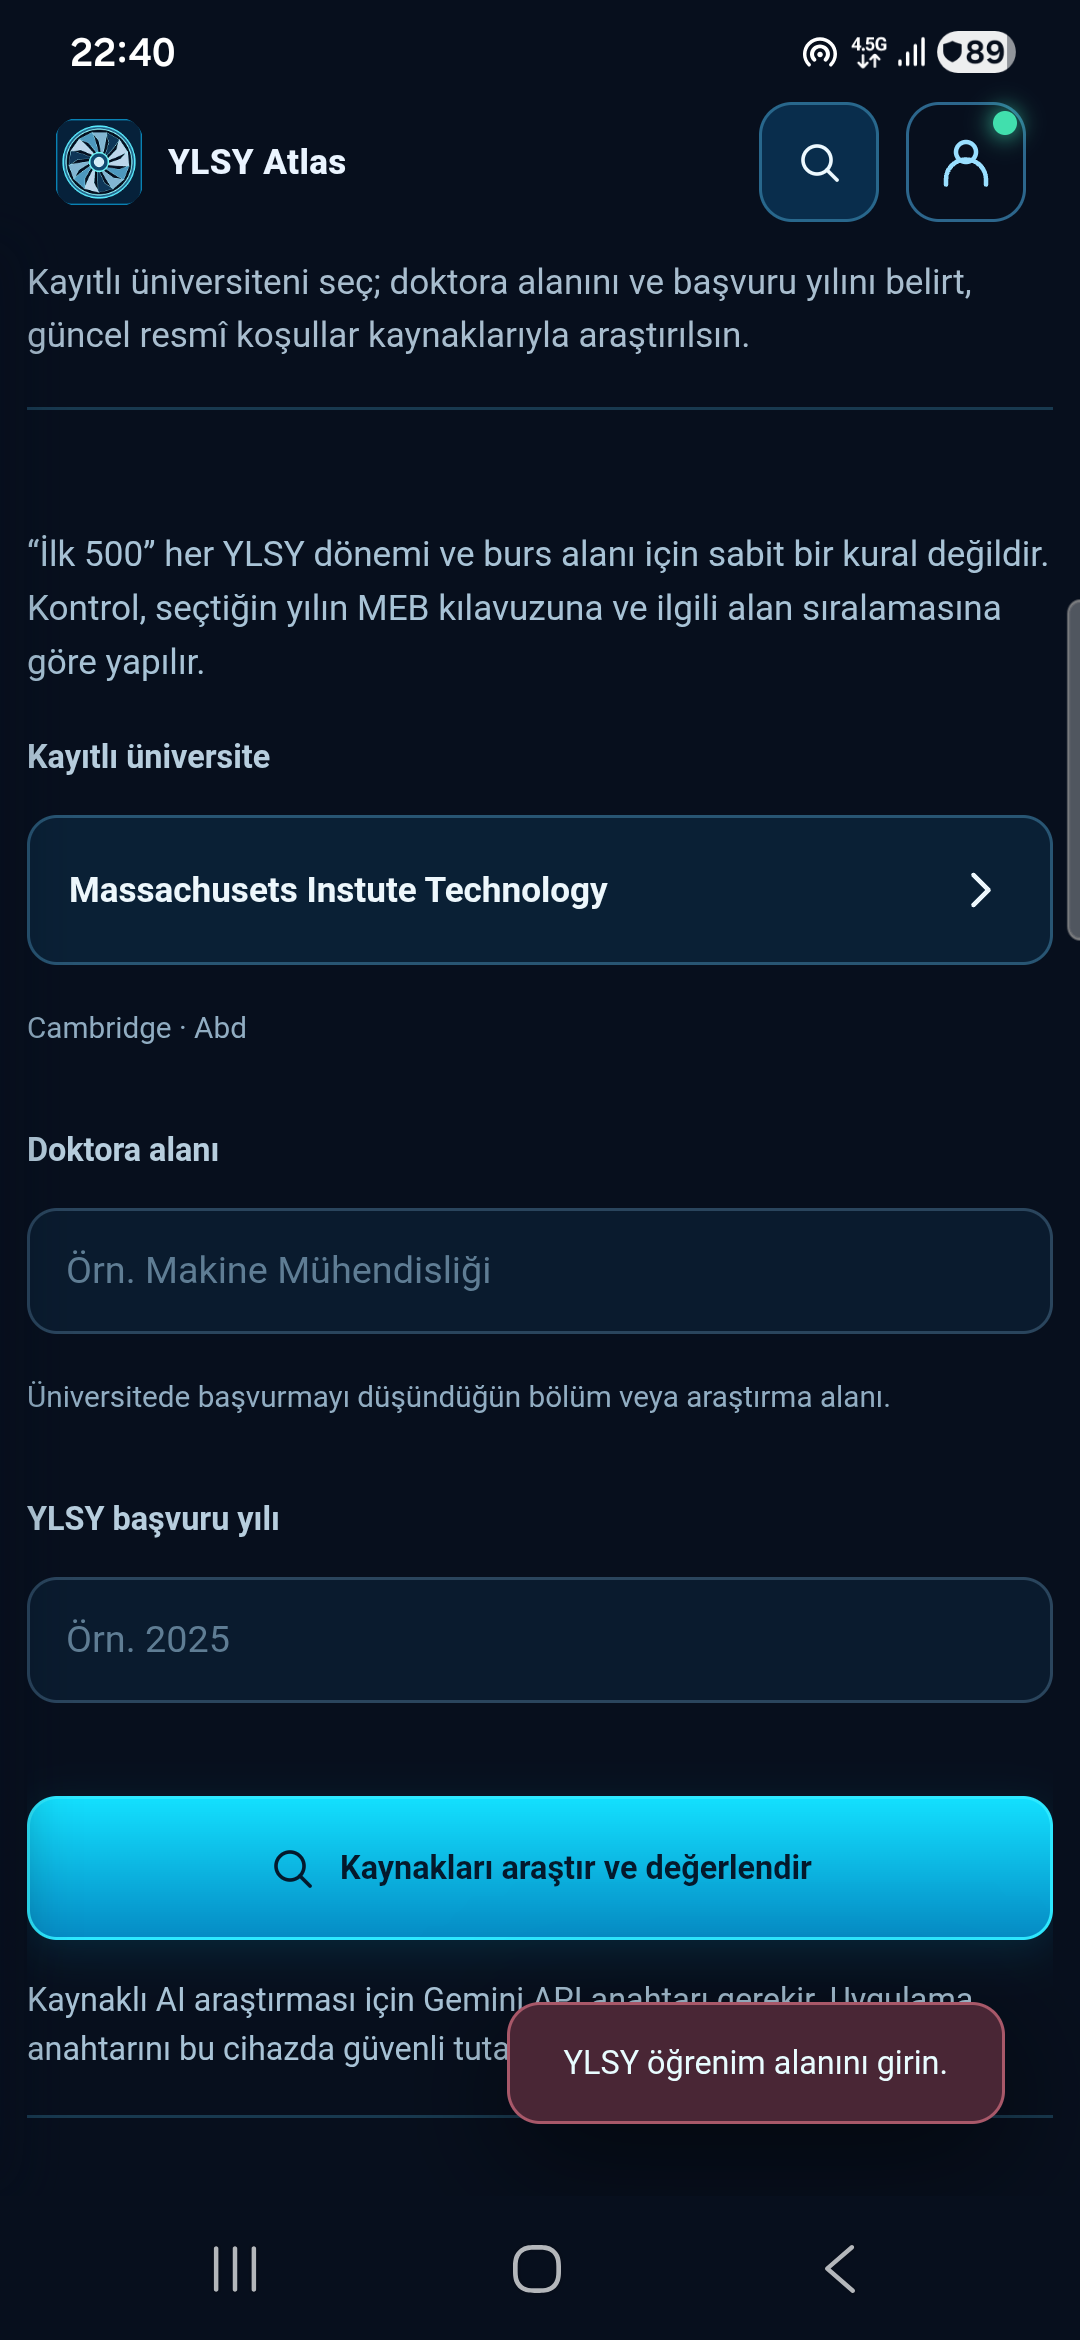 22:40
4.5G
89
YLSY Atlas
Kayıtlı üniversiteni seç; doktora alanını ve başvuru yılını belirt,
güncel resmî koşullar kaynaklarıyla araştırılsın.
“İlk 500” her YLSY dönemi ve burs alanı için sabit bir kural değildir.
Kontrol, seçtiğin yılın MEB kılavuzuna ve ilgili alan sıralamasına
göre yapılır.
Kayıtlı üniversite
Massachusets Instute Technology
Cambridge · Abd
Doktora alanı
Örn. Makine Mühendisliği
Üniversitede başvurmayı düşündüğün bölüm veya araştırma alanı.
YLSY başvuru yılı
Örn. 2025
Kaynakları araştır ve değerlendir
Kaynaklı AI araştırması için Gemini API anahtarı gerekir. Uygulama
anahtarını bu cihazda güvenli tuta
YLSY öğrenim alanını girin.